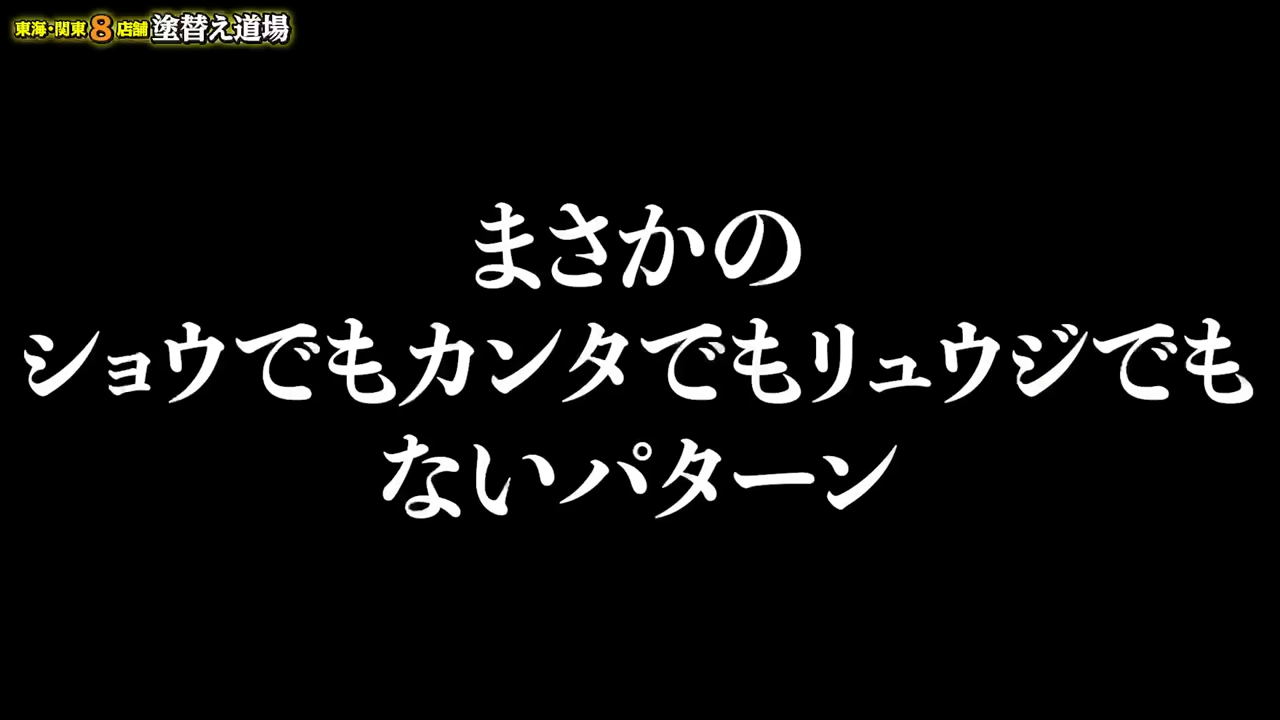 東海・関東8店舗塗替え道場
まさかの
ショウでもカンタでもリュウジでも
ないパターン